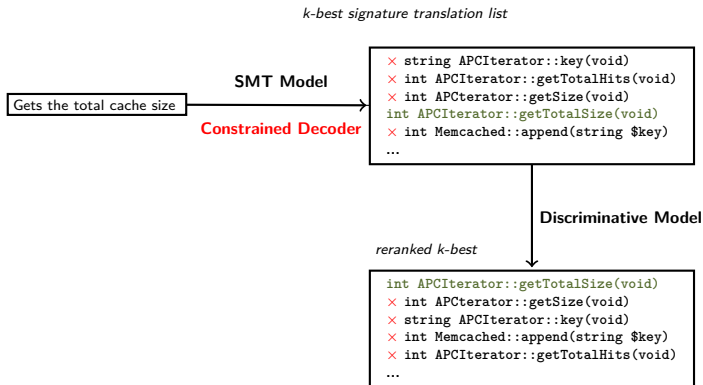 k-best signature translation list
× string APCIterator::key(void)
× int APCIterator::getTotalHits(void)
× int APCterator::getSize(void)
int APCIterator::getTotalSize(void)
× int Memcached::append(string $key)
...
SMT Model
Gets the total cache size
Constrained Decoder
Discriminative Model
reranked k-best
int APCIterator::getTotalSize(void)
× int APCterator::getSize(void)
× string APCIterator::key(void)
× int Memcached::append(string $key)
× int APCIterator::getTotalHits(void)
...